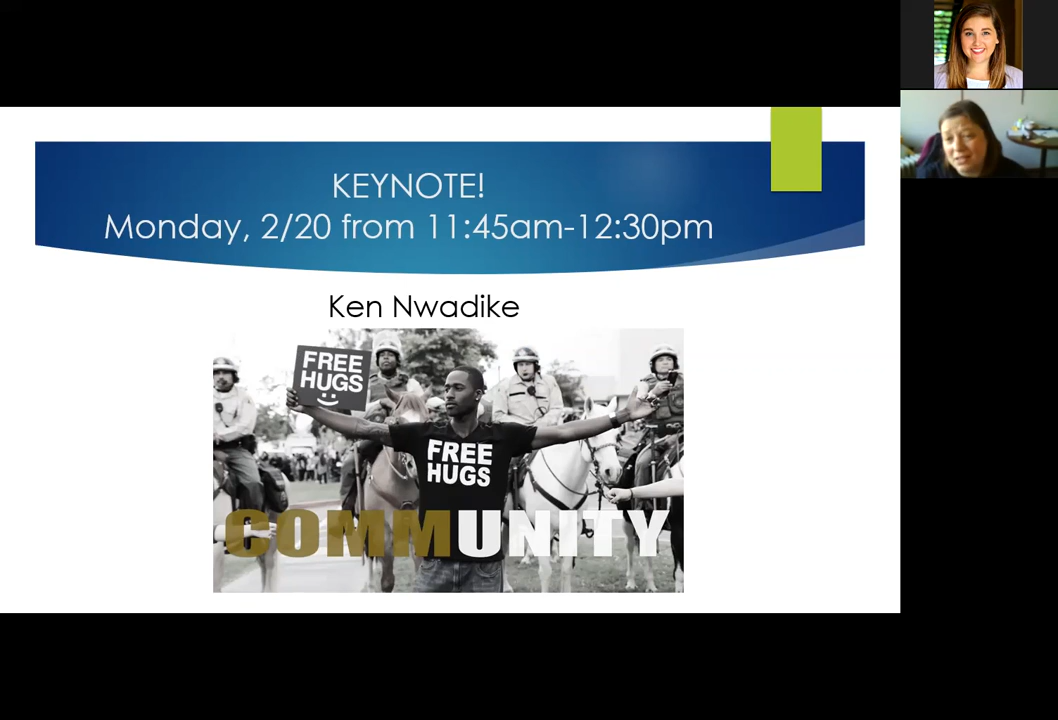 KEYNOTE!
Monday, 2/20 from 11:45am-12:30pm
Ken Nwadike
FREE
HUGS
FREE
HUGS
COMMUNITY